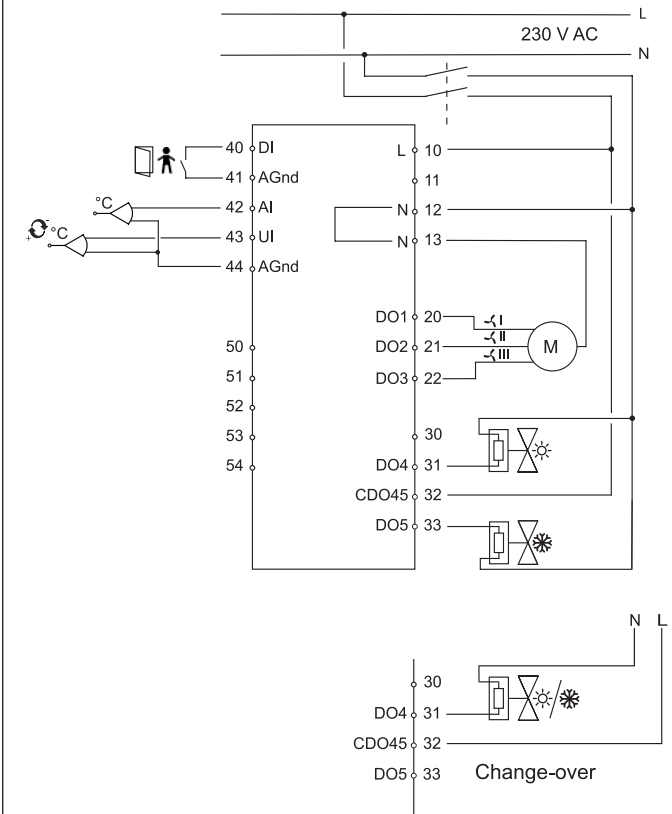 L
230 V AC
N
40 DI
L 10
41 AGnd
11
°C
42 AI
N 12
°C
43 UI
N 13
44 AGnd
DO1 20
I
DO2 21
II
M
III
DO3 22
50
51
52
53
54
30
DO4 31
CDO45 32
DO5 33
N L
30
DO4 31
CDO45 32
DO5 33
Change-over